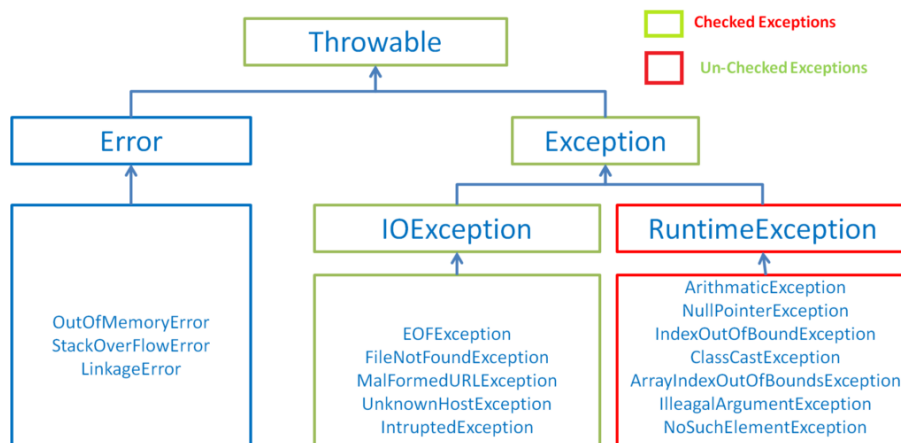 Throwable
Checked Exceptions
Un-Checked Exceptions
Error
Exception
IOException
RuntimeException
OutOfMemoryError
StackOverFlowError
LinkageError
EOFException
FileNotFoundException
MalFormedURLException
UnknownHostException
IntruptedException
ArithmaticException
NullPointerException
IndexOutOfBoundException
ClassCastException
ArrayIndexOutOfBoundsException
IlleagalArgumentException
NoSuchElementException